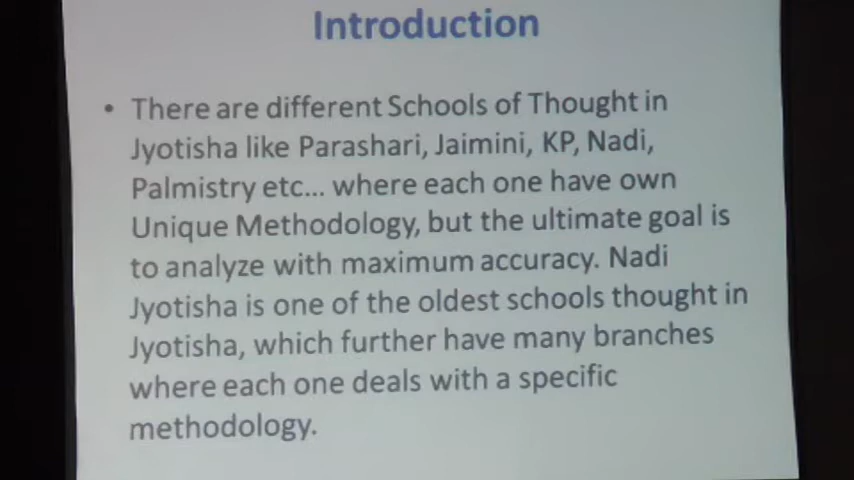 Introduction
• There are different Schools of Thought in
Jyotisha like Parashari, Jaimini, KP, Nadi,
Palmistry etc... where each one have own
Unique Methodology, but the ultimate goal is
to analyze with maximum accuracy. Nadi
Jyotisha is one of the oldest schools thought in
Jyotisha, which further have many branches
where each one deals with a specific
methodology.